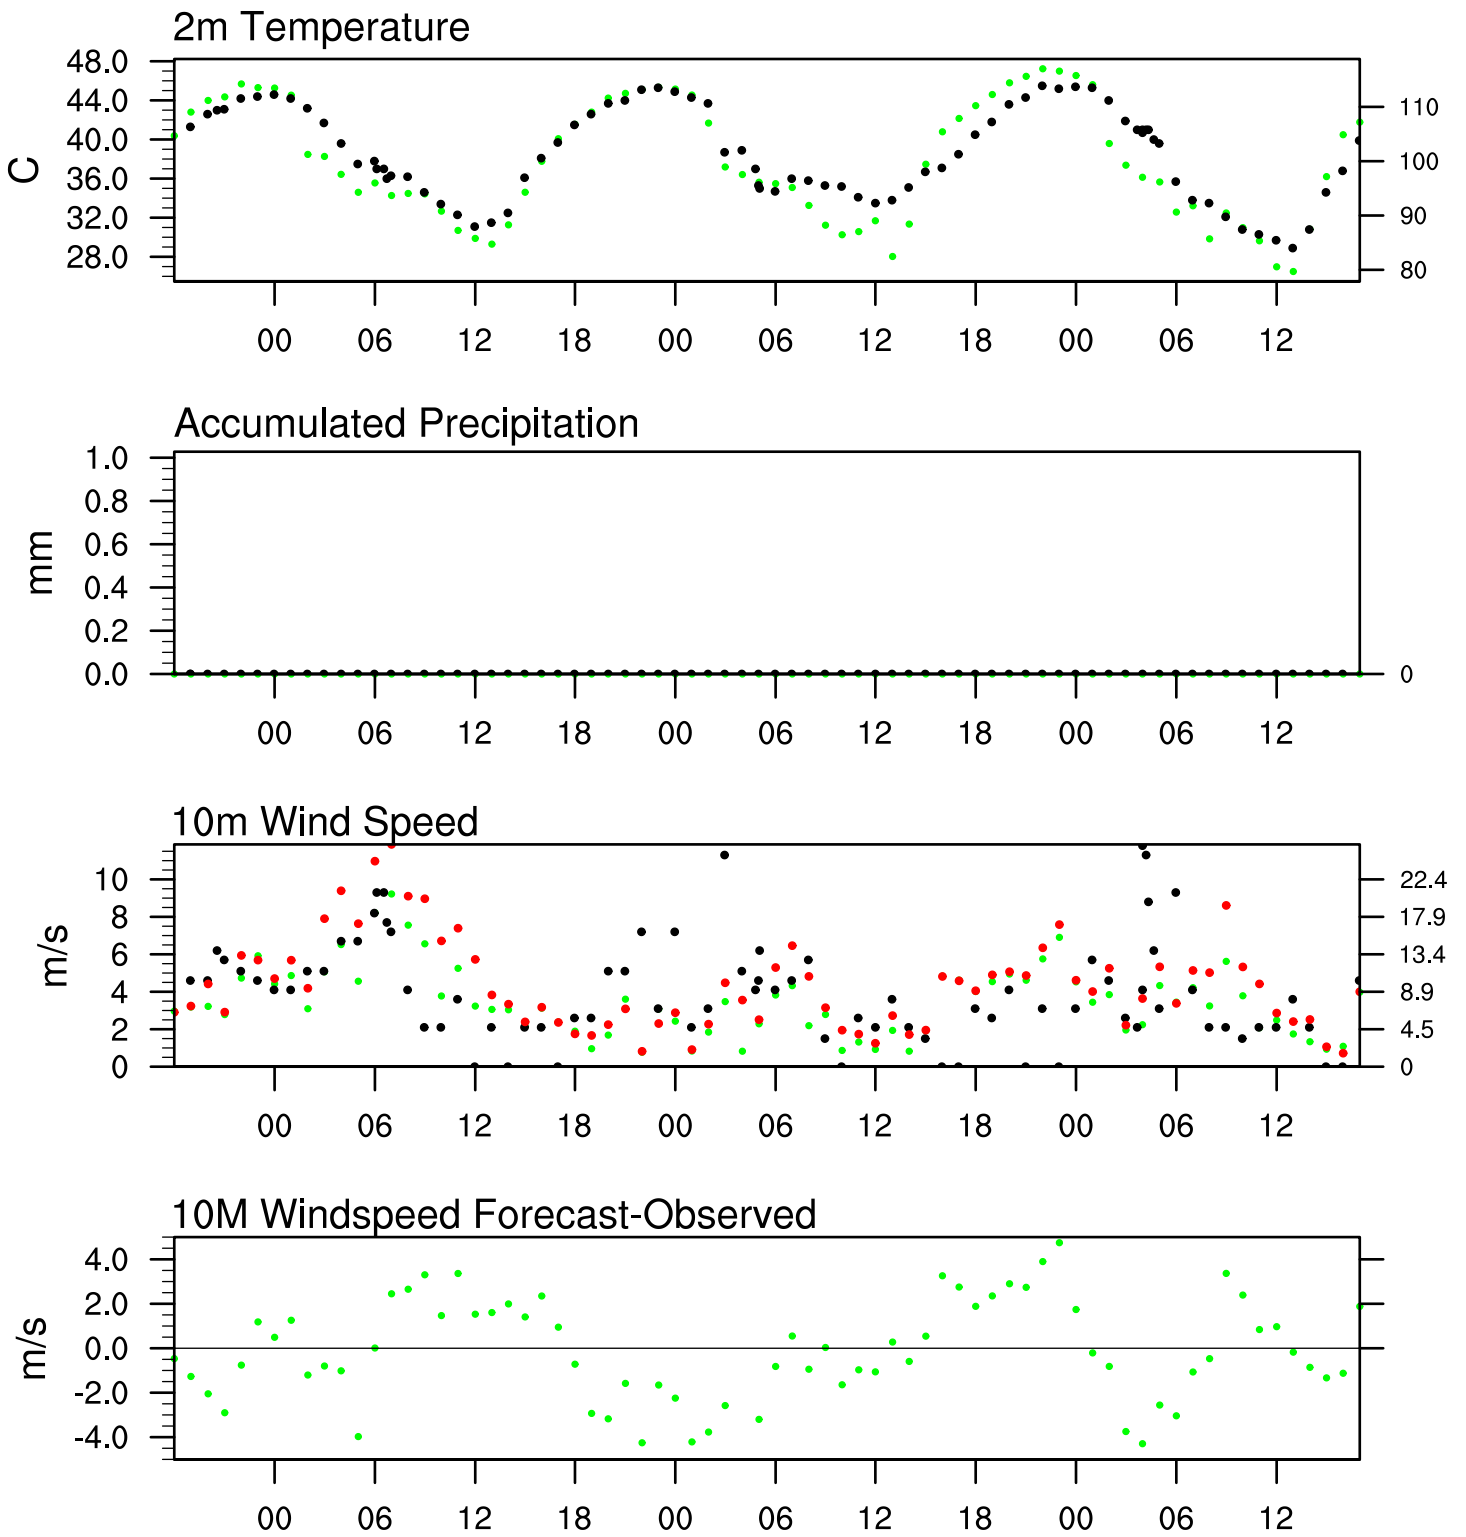 2m Temperature
48.0
44.0
40.0
36.0
32.0
28.0
C
110
100
90
80
00 06 12 18 00 06 12 18 00 06 12
Accumulated Precipitation
1.0
0.8
0.6
0.4
0.2
0.0
mm
0
00 06 12 18 00 06 12 18 00 06 12
10m Wind Speed
10
8
6
4
2
0
m/s
22.4
17.9
13.4
8.9
4.5
0
00 06 12 18 00 06 12 18 00 06 12
10M Windspeed Forecast-Observed
4.0
2.0
0.0
-2.0
-4.0
m/s
00 06 12 18 00 06 12 18 00 06 12